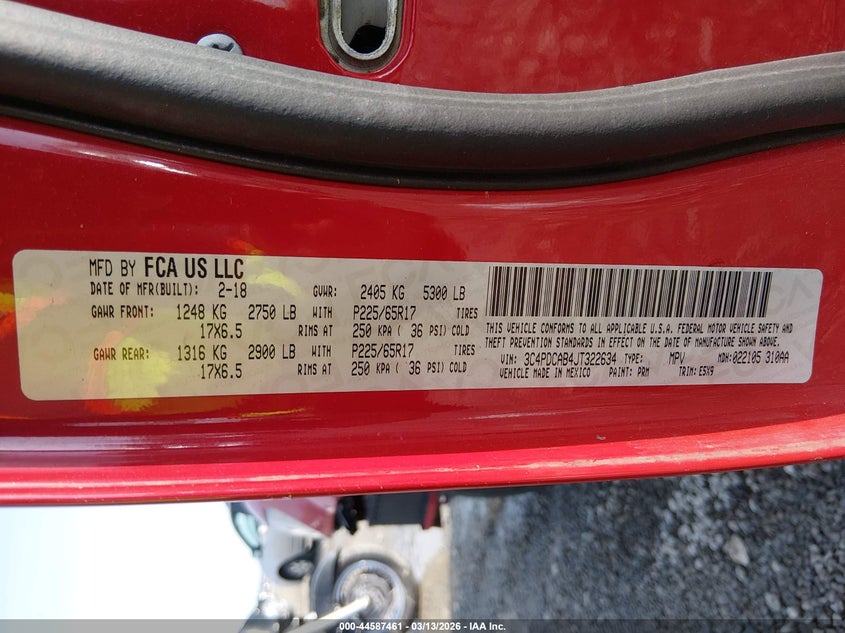 MFD BY FCA US LLC
DATE OF MFR(BUILT): 2-18 GVWR: 2405 KG 5300 LB
GAWR FRONT: 1248 KG 2750 LB WITH P225/65R17 TIRES
17X6.5 RIMS AT 250 KPA ( 36 PSI) COLD
GAWR REAR: 1316 KG 2900 LB WITH P225/65R17 TIRES
17X6.5 RIMS AT 250 KPA ( 36 PSI) COLD
THIS VEHICLE CONFORMS TO ALL APPLICABLE U.S.A. FEDERAL MOTOR VEHICLE SAFETY AND
THEFT PREVENTION STANDARDS IN EFFECT ON THE DATE OF MANUFACTURE SHOWN ABOVE.
VIN: 3C4PDCAB4JT322634 TYPE: MPV MDH: 022105 310AA
VEHICLE MADE IN MEXICO PAINT: PRM TRIM: E5X9
000-44587461 — 03/13/2026 — IAA Inc.